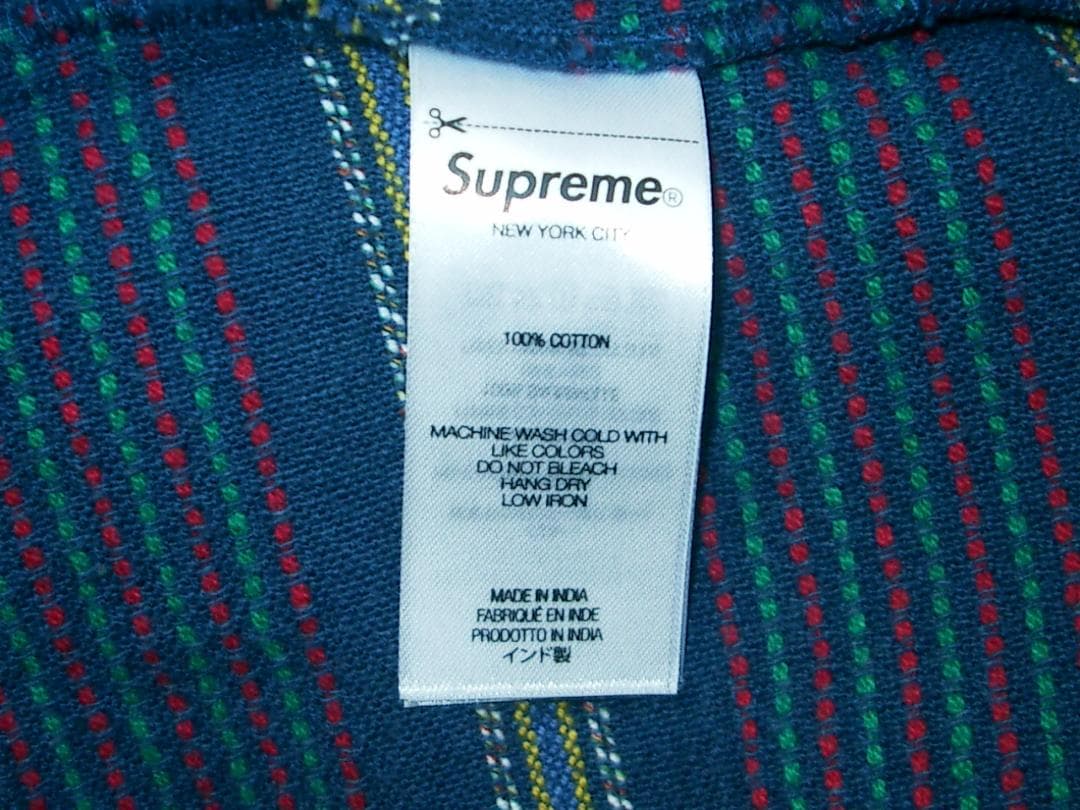 Supreme®
NEW YORK CITY
100% COTTON
MACHINE WASH COLD WITH
LIKE COLORS
DO NOT BLEACH
HANG DRY
LOW IRON
MADE IN INDIA
FABRIQUÉ EN INDE
PRODOTTO IN INDIA
インド製